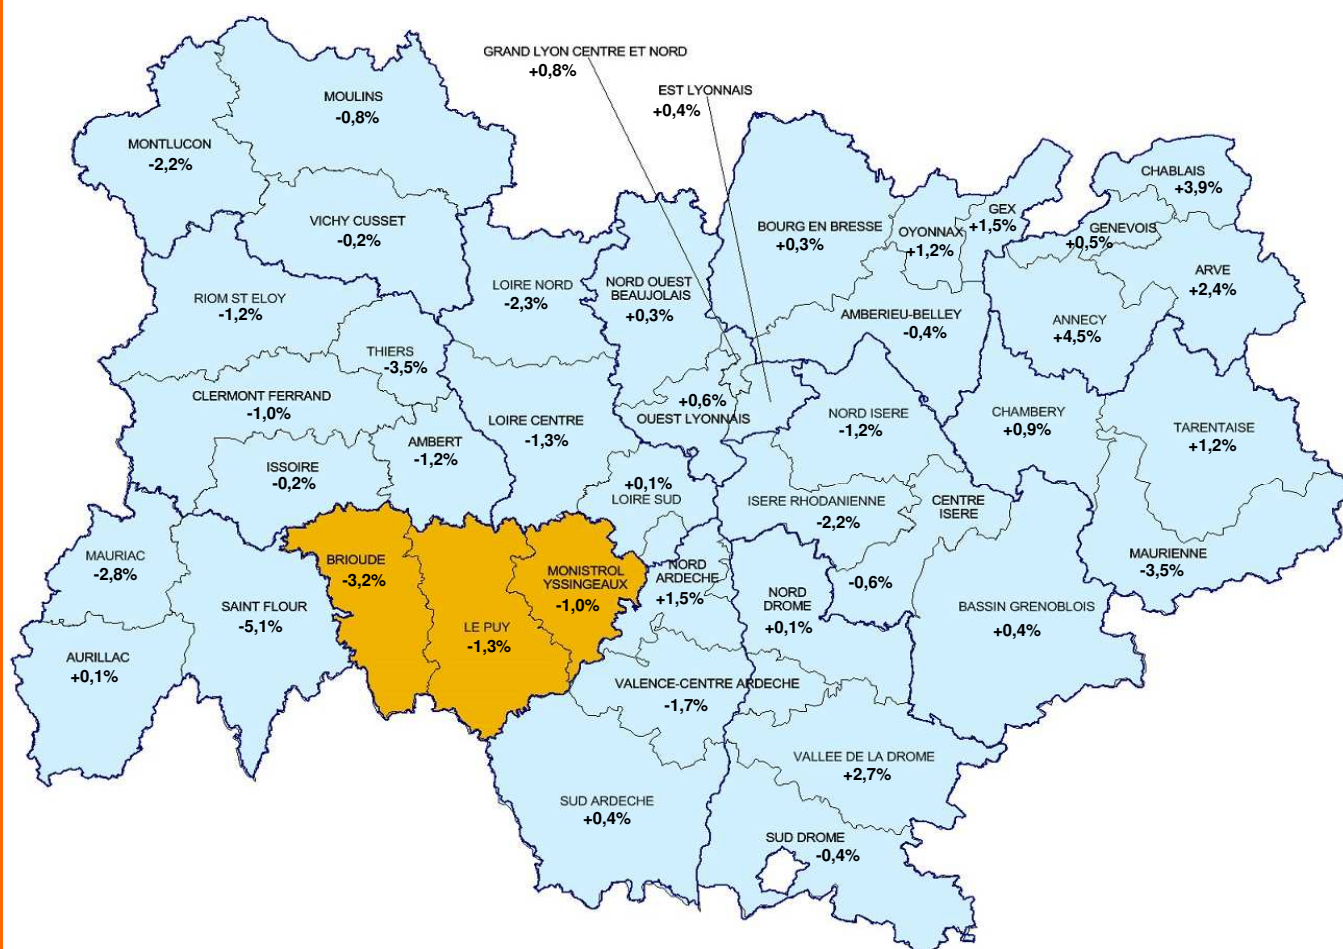 GRAND LYON CENTRE ET NORD
+0,8%
EST LYONNAIS
+0,4%
MOULINS
-0,8%
MONTLUCON
-2,2%
VICHY CUSSET
-0,2%
CHABLAIS
+3,9%
BOURG EN BRESSE
+0,3%
OYONNAX
+1,2%
GEX
+1,5%
GENEVOIS
+0,5%
ARVE
+2,4%
RIOM ST ELOY
-1,2%
LOIRE NORD
-2,3%
NORD OUEST
BEAUJOLAIS
+0,3%
AMBERIEU-BELLEY
-0,4%
ANNECY
+4,5%
THIERS
-3,5%
CLERMONT FERRAND
-1,0%
LOIRE CENTRE
-1,3%
+0,6%
OUEST LYONNAIS
NORD ISERE
-1,2%
CHAMBERY
+0,9%
TARENTAISE
+1,2%
AMBERT
-1,2%
ISSOIRE
-0,2%
+0,1%
LOIRE SUD
ISERE RHODANIENNE
-2,2%
CENTRE
ISERE
-0,6%
MAURIENNE
-3,5%
MAURIAC
-2,8%
BRIOUDE
-3,2%
MONISTROL
YSSINGEAUX
-1,0%
NORD
ARDECHE
+1,5%
NORD
DROME
+0,1%
BASSIN GRENOBLOIS
+0,4%
SAINT FLOUR
-5,1%
LE PUY
-1,3%
AURILLAC
+0,1%
VALENCE-CENTRE ARDECHE
-1,7%
VALLEE DE LA DROME
+2,7%
SUD ARDECHE
+0,4%
SUD DROME
-0,4%